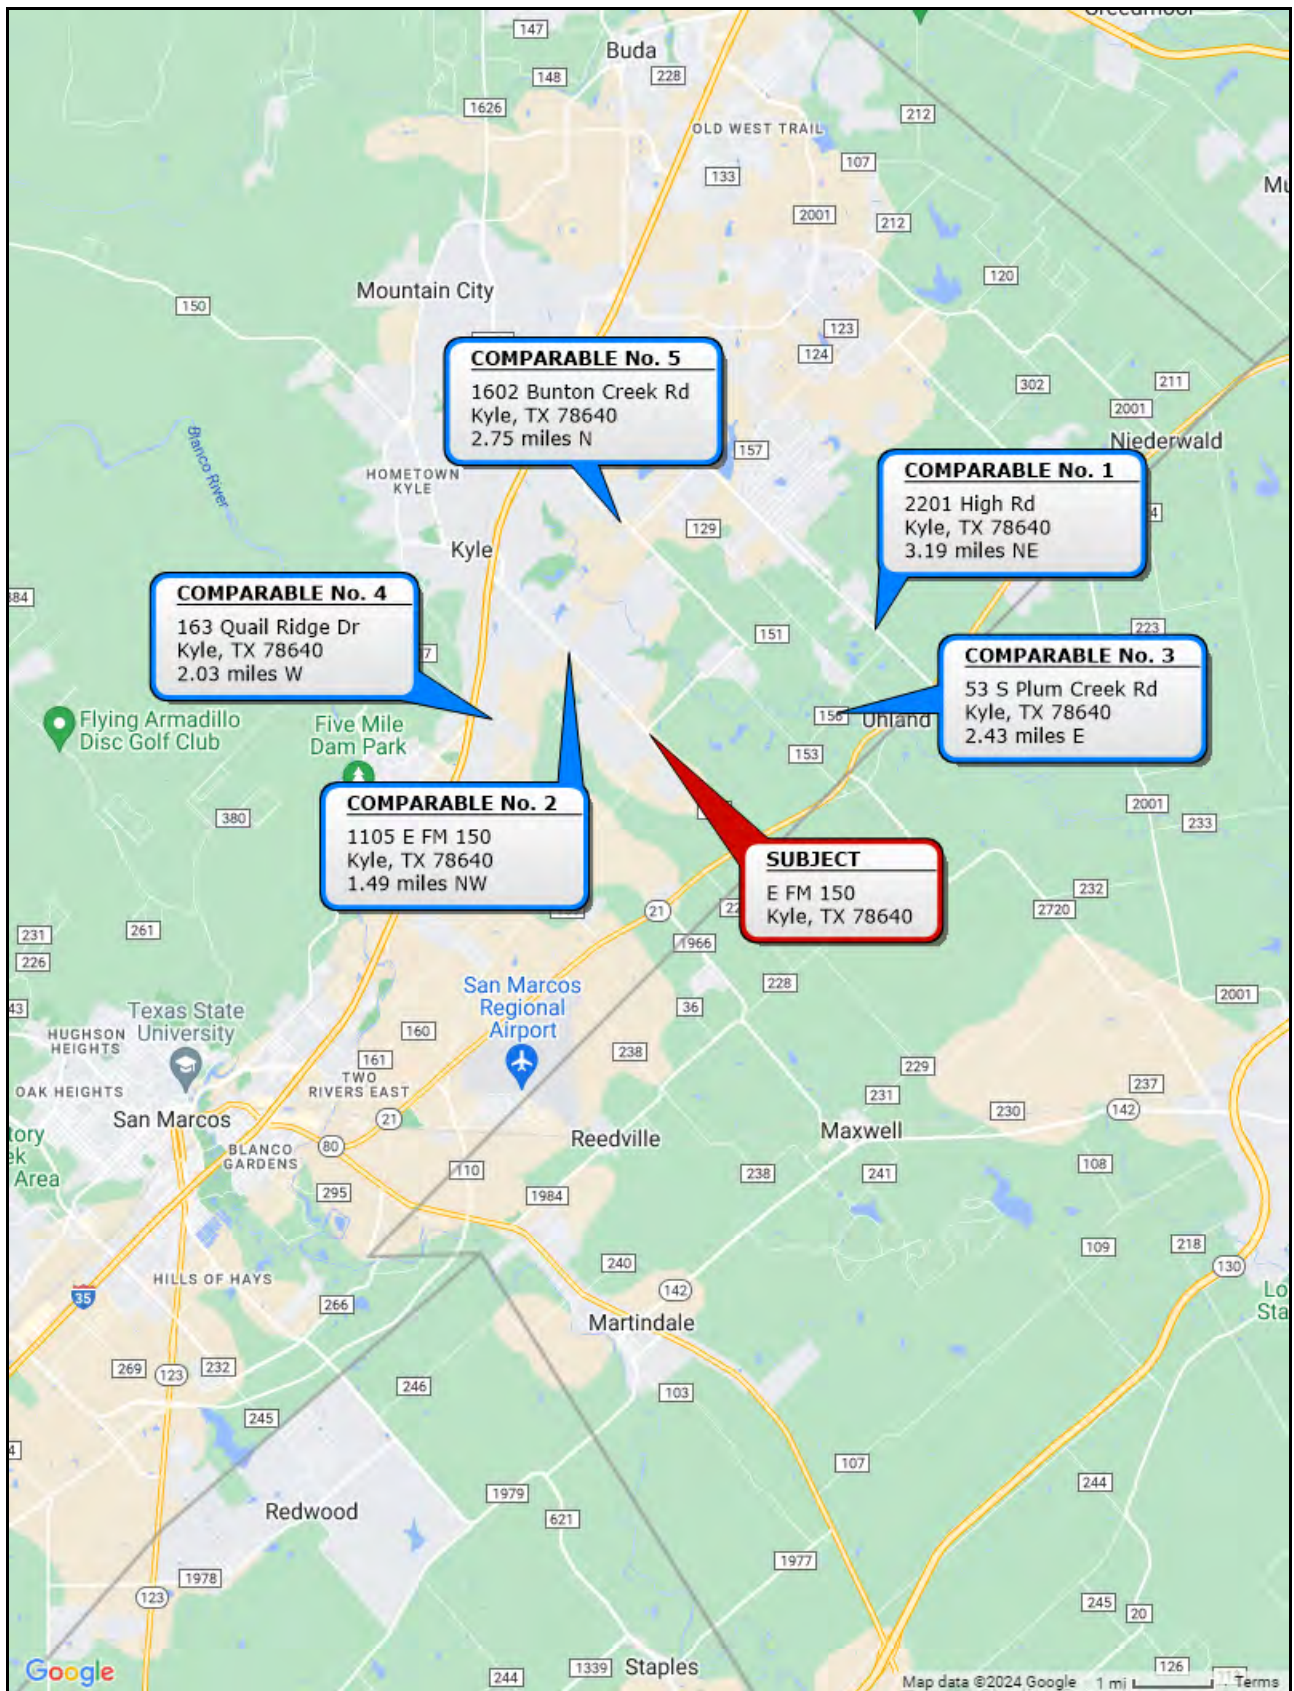 Creedmoor
147
Buda
148
228
1626
212
OLD WEST TRAIL
107
133
2001
212
120
Mountain City
150
123
124
COMPARABLE No. 5
1602 Bunton Creek Rd
Kyle, TX 78640
2.75 miles N
302
211
2001
Niederwald
157
Blanco River
HOMETOWN
KYLE
COMPARABLE No. 1
2201 High Rd
Kyle, TX 78640
3.19 miles NE
129
Kyle
COMPARABLE No. 4
163 Quail Ridge Dr
Kyle, TX 78640
2.03 miles W
151
223
COMPARABLE No. 3
53 S Plum Creek Rd
Kyle, TX 78640
2.43 miles E
Uhland
153
Flying Armadillo
Disc Golf Club
Five Mile
Dam Park
380
COMPARABLE No. 2
1105 E FM 150
Kyle, TX 78640
1.49 miles NW
SUBJECT
E FM 150
Kyle, TX 78640
2001
233
232
2720
21
1966
231
261
226
228
2001
San Marcos
Regional
Airport
36
Texas State
University
HUGHSON
HEIGHTS
160
161
238
TWO
RIVERS EAST
OAK HEIGHTS
229
231
237
230
142
San Marcos
21
80
Reedville
Maxwell
BLANCO
GARDENS
Area
110
238
241
108
295
1984
109
218
240
130
HILLS OF HAYS
35
266
142
Martindale
269
123
232
246
103
245
107
244
1979
621
Redwood
1977
1978
123
245
20
Google
244
1339
Staples
126
Map data ©2024 Google
1 mi
Terms